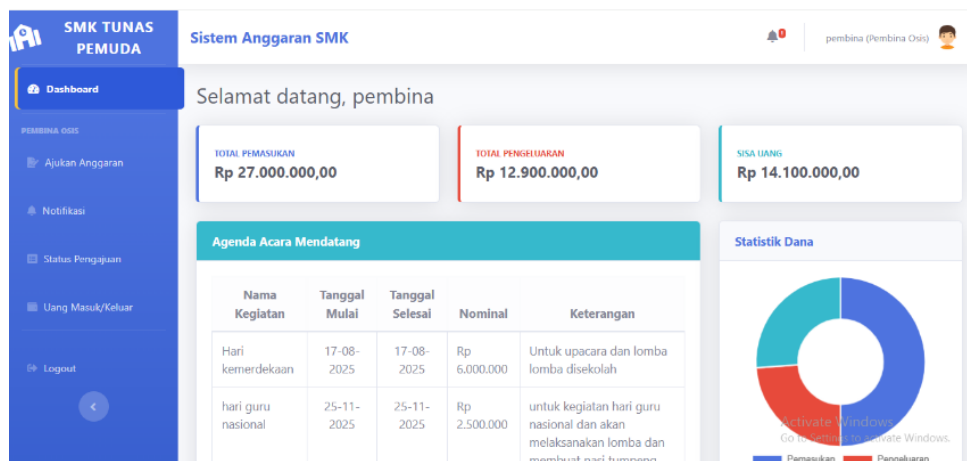 SMK TUNAS
PEMUDA
Sistem Anggaran SMK
pembina (Pembina Osis)
Dashboard
PEMBINA OSIS
Ajukan Anggaran
Notifikasi
Status Pengajuan
Uang Masuk/Keluar
Logout
Selamat datang, pembina
TOTAL PEMASUKAN
Rp 27.000.000,00
TOTAL PENGELUARAN
Rp 12.900.000,00
SISA UANG
Rp 14.100.000,00
Agenda Acara Mendatang
Nama Kegiatan Tanggal Mulai Tanggal Selesai Nominal Keterangan
Hari kemerdekaan 17-08-2025 17-08-2025 Rp 6.000.000 Untuk upacara dan lomba lomba disekolah
hari guru nasional 25-11-2025 25-11-2025 Rp 2.500.000 untuk kegiatan hari guru nasional dan akan melaksanakan lomba dan membuat nasi tumpeng
Statistik Dana
Activate Windows
Go to Settings to activate Windows.
Pemasukan Pengeluaran